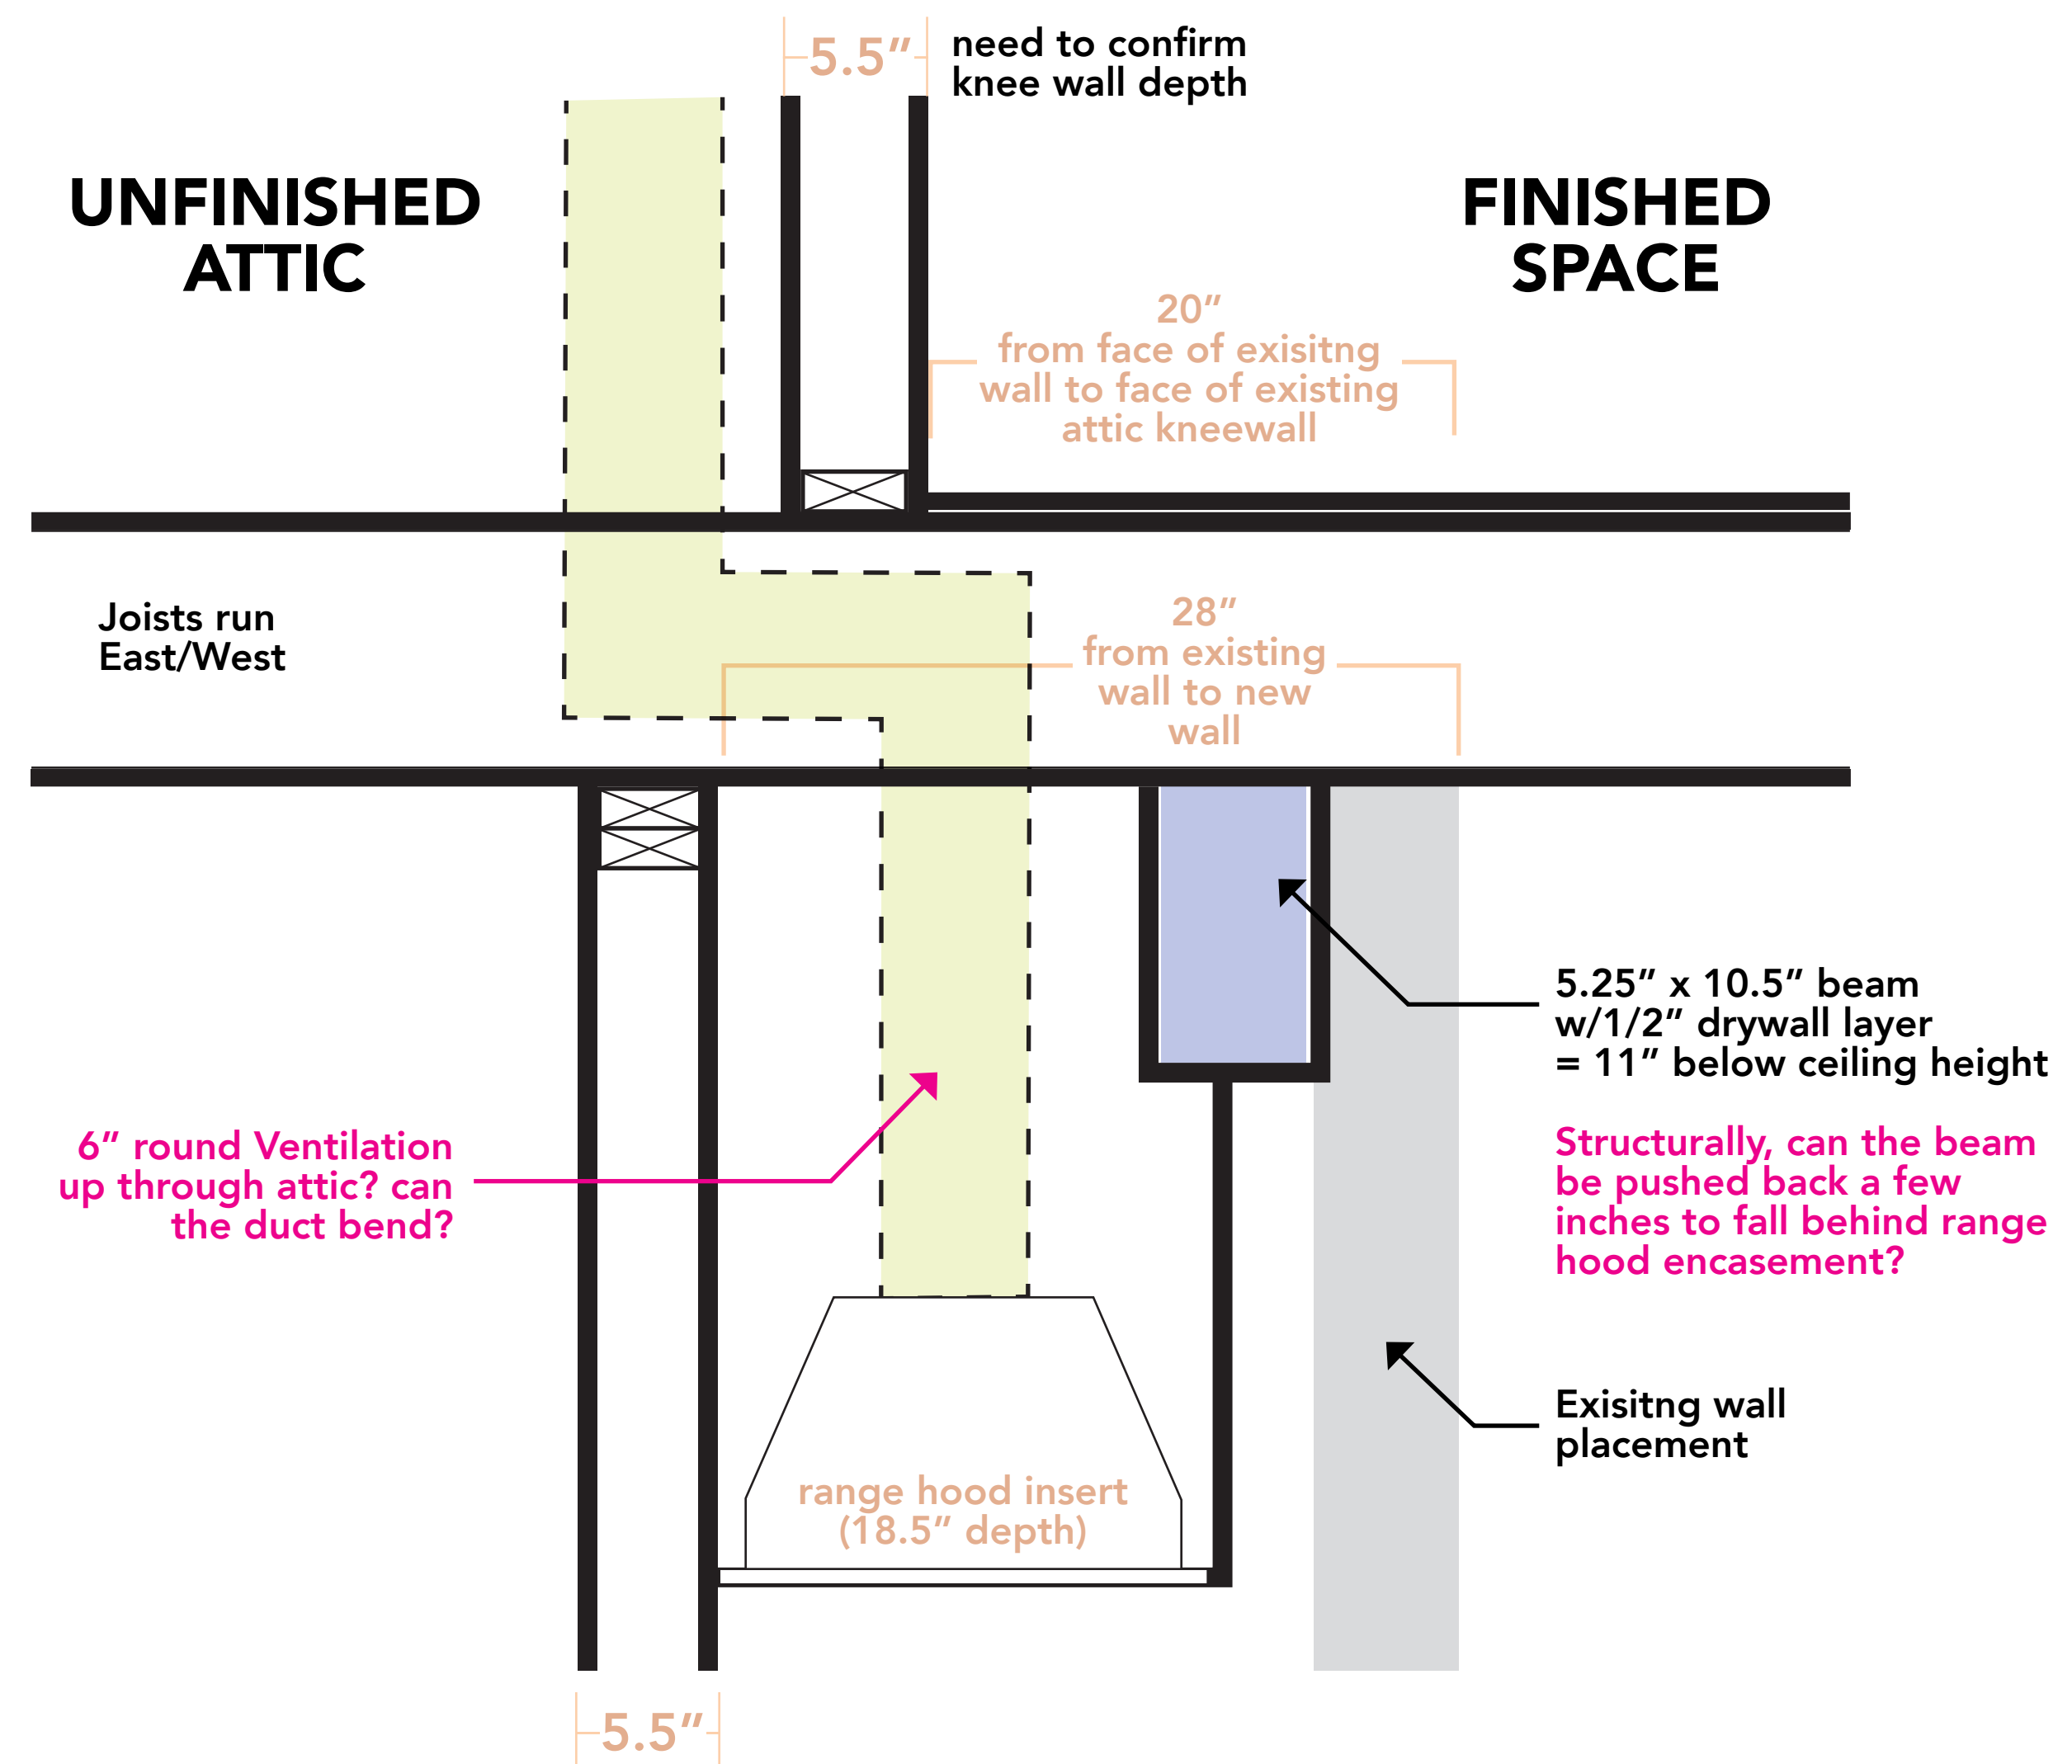 5.5”
need to confirm
knee wall depth
UNFINISHED
ATTIC
FINISHED
SPACE
20”
from face of exisitng
wall to face of existing
attic kneewall
Joists run
East/West
28”
from existing
wall to new
wall
5.25” x 10.5” beam
w/1/2” drywall layer
= 11” below ceiling height
6” round Ventilation
up through attic? can
the duct bend?
Structurally, can the beam
be pushed back a few
inches to fall behind range
hood encasement?
Exisitng wall
placement
range hood insert
(18.5” depth)
5.5”